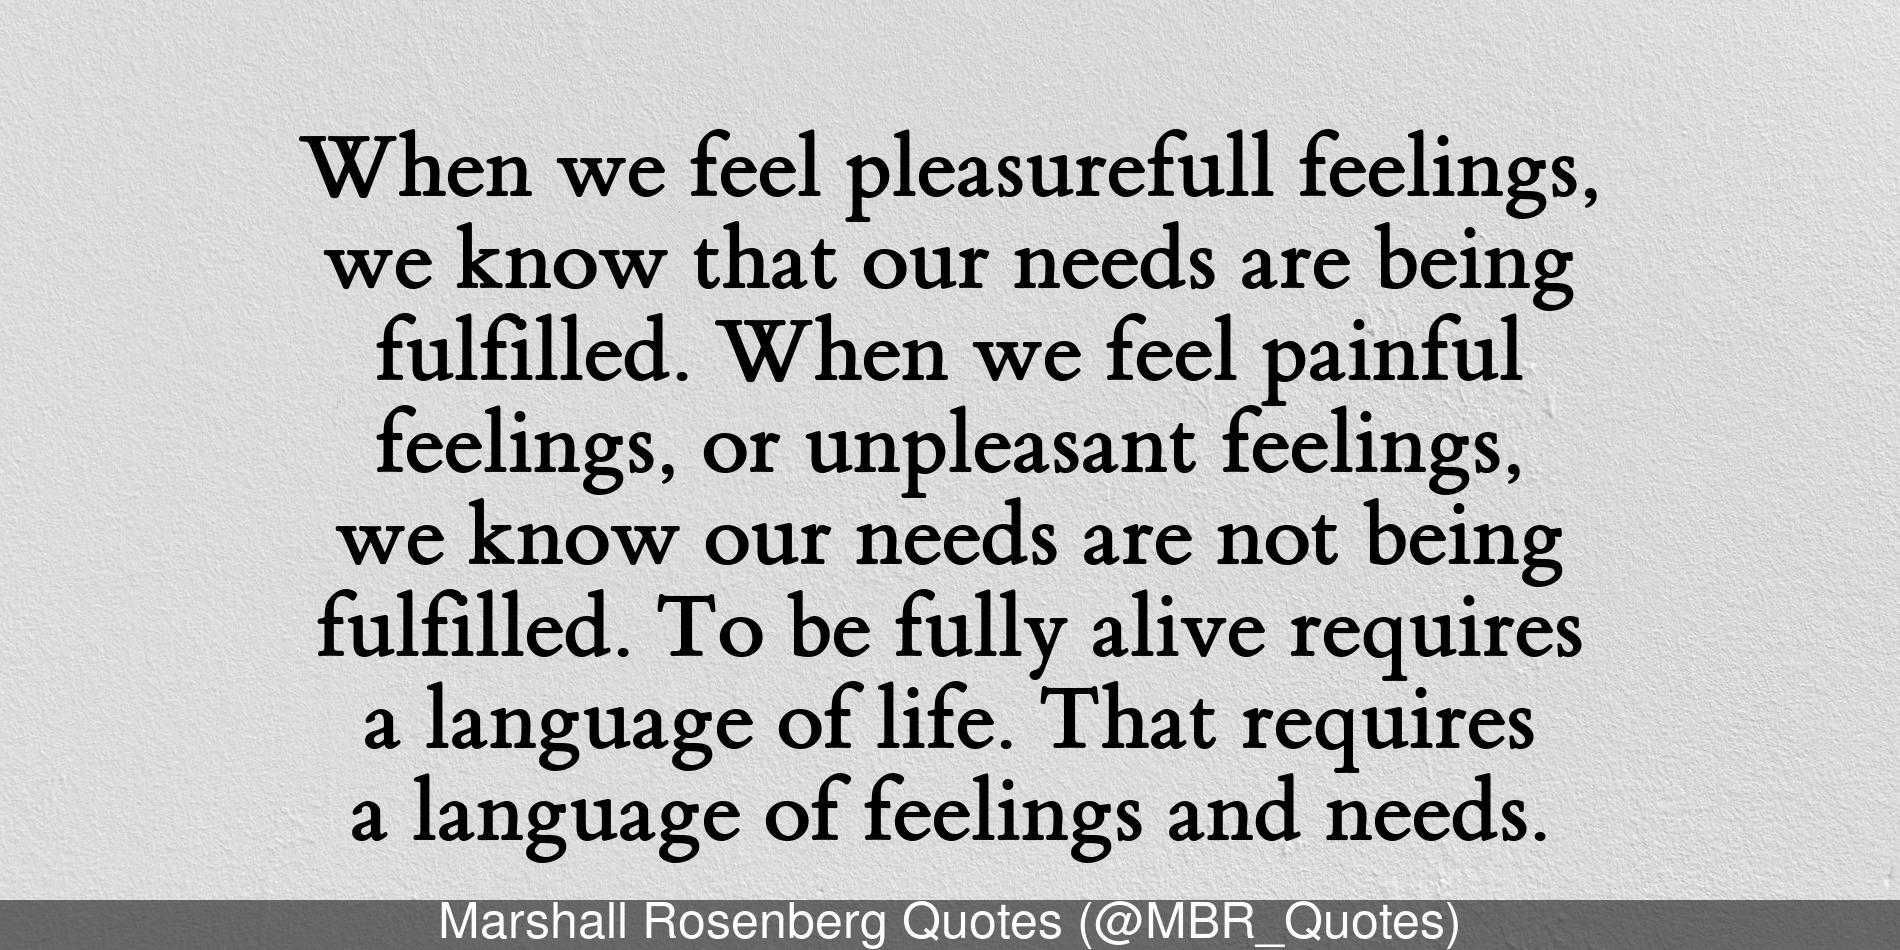 When we feel pleasurefull feelings,
we know that our needs are being
fulfilled. When we feel painful
feelings, or unpleasant feelings,
we know our needs are not being
fulfilled. To be fully alive requires
a language of life. That requires
a language of feelings and needs.
Marshall Rosenberg Quotes (@MBR_Quotes)